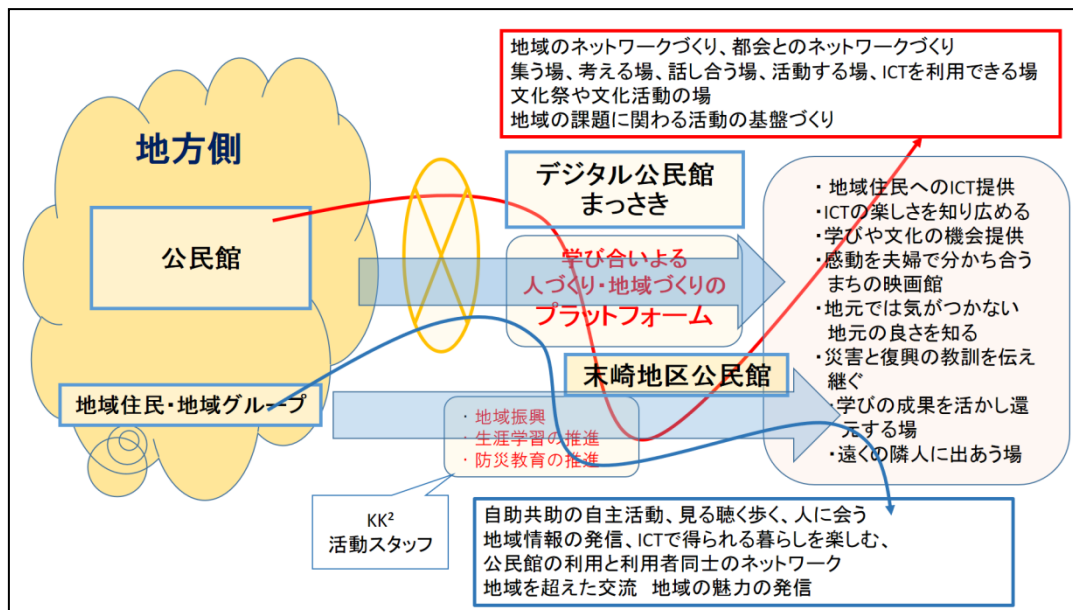 地域のネットワークづくり、都会とのネットワークづくり
集う場、考える場、話し合う場、活動する場、ICTを利用できる場
文化祭や文化活動の場
地域の課題に関わる活動の基盤づくり
地方側
公民館
地域住民・地域グループ
デジタル公民館
まっさき
学び合いよる
人づくり・地域づくりの
プラットフォーム
末崎地区公民館
・地域振興
・生涯学習の推進
・防災教育の推進
KK²
活動スタッフ
・地域住民へのICT提供
・ICTの楽しさを知り広める
・学びや文化の機会提供
・感動を夫婦で分かち合う
まちの映画館
・地元では気がつかない
地元の良さを知る
・災害と復興の教訓を伝え
継ぐ
・学びの成果を活かし還
元する場
・遠くの隣人に出あう場
自助共助の自主活動、見る聴く歩く、人に会う
地域情報の発信、ICTで得られる暮らしを楽しむ、
公民館の利用と利用者同士のネットワーク
地域を超えた交流　地域の魅力の発信